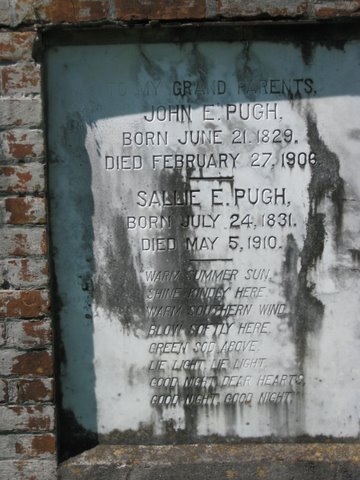 TO MY GRAND PARENTS.
JOHN E. PUGH,
BORN JUNE 21. 1829.
DIED FEBRUARY 27, 1906
SALLIE E. PUGH,
BORN JULY 24, 1831.
DIED MAY 5, 1910.
WARM SUMMER SUN,
SHINE KINDLY HERE
WARM SOUTHERN WIND
BLOW SOFTLY HERE,
GREEN SOD ABOVE,
LIE LIGHT, LIE LIGHT,
GOOD NIGHT, DEAR HEARTS,
GOOD NIGHT, GOOD NIGHT.